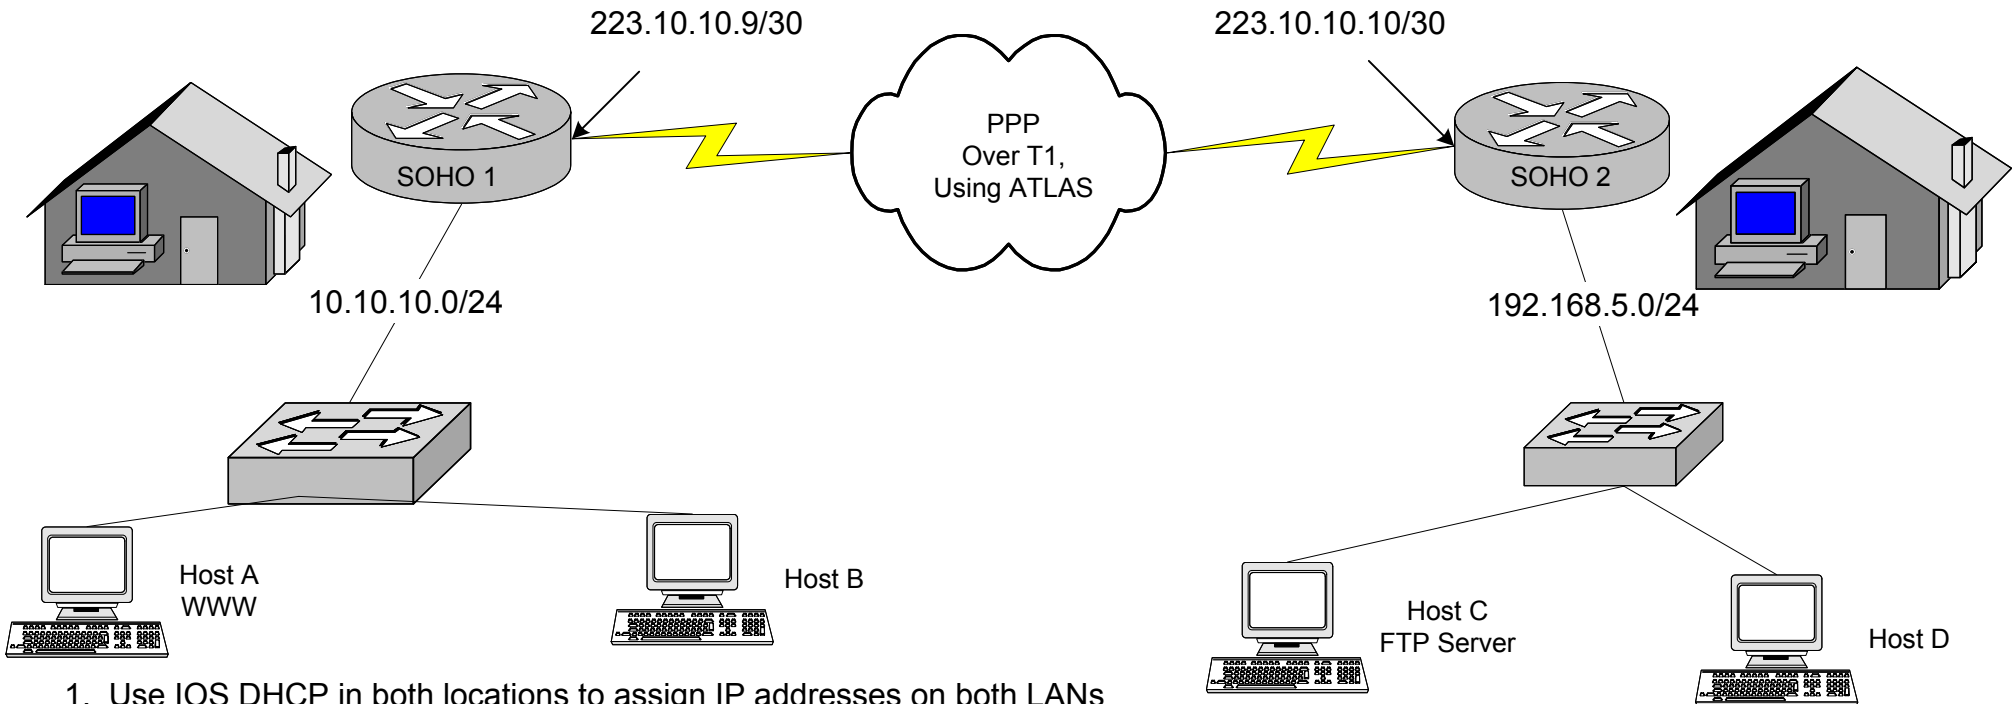 223.10.10.9/30
223.10.10.10/30
PPP
Over T1,
Using ATLAS
SOHO 1
SOHO 2
10.10.10.0/24
192.168.5.0/24
Host A
WWW
Host B
Host C
FTP Server
Host D
1. Use IOS DHCP in both locations to assign IP addresses on both LANs